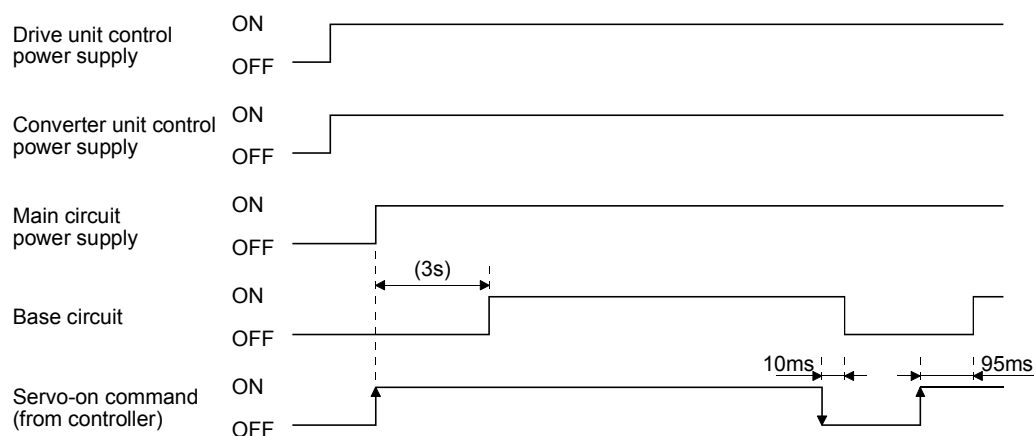 Drive unit control
power supply
ON
OFF
Converter unit control
power supply
ON
OFF
Main circuit
power supply
ON
OFF
(3s)
Base circuit
ON
OFF
10ms
95ms
Servo-on command
(from controller)
ON
OFF